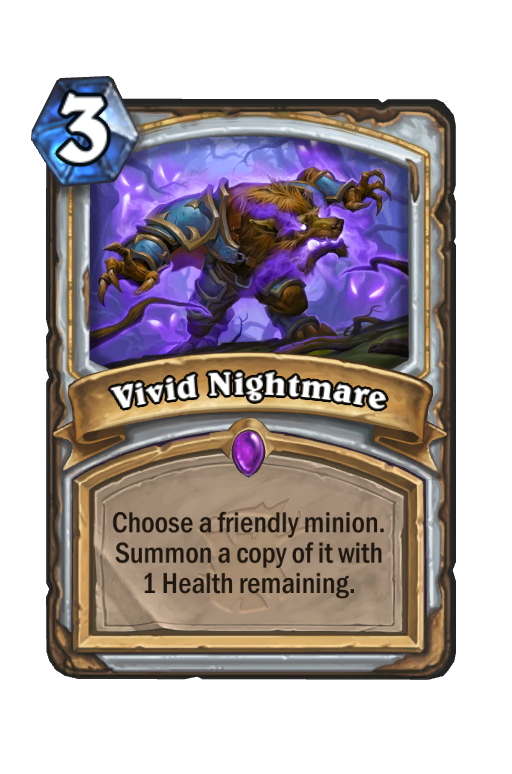 3
Vivid Nightmare
Choose a friendly minion.
Summon a copy of it with
1 Health remaining.